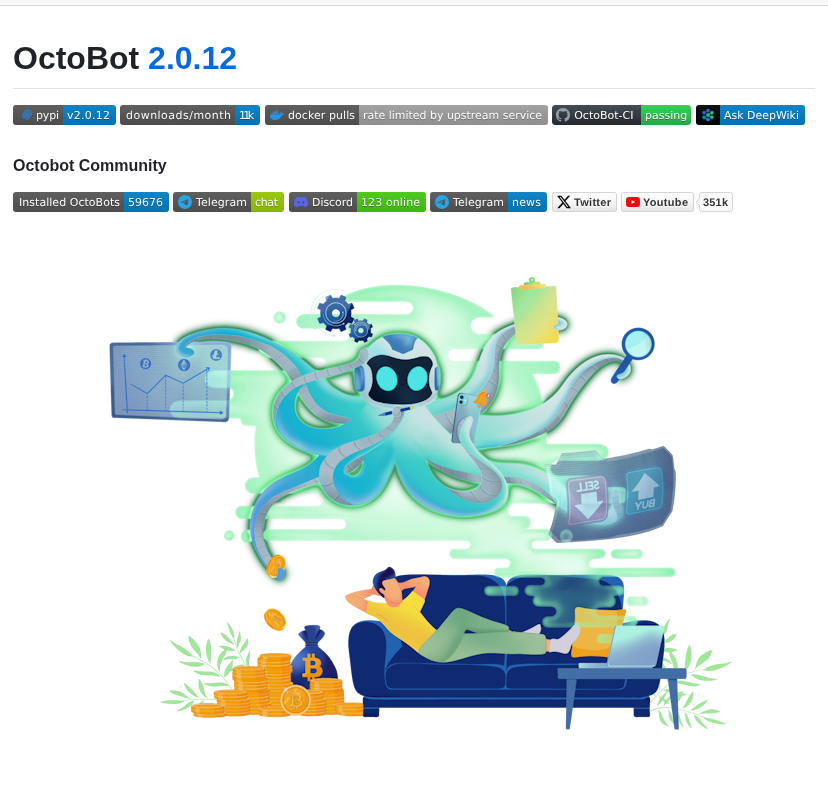 OctoBot 2.0.12
pypi v2.0.12 downloads/month 11k docker pulls rate limited by upstream service OctoBot-CI passing Ask DeepWiki
Octobot Community
Installed OctoBots 59676 Telegram chat Discord 123 online Telegram news Twitter Youtube 351k
SELL
BUY